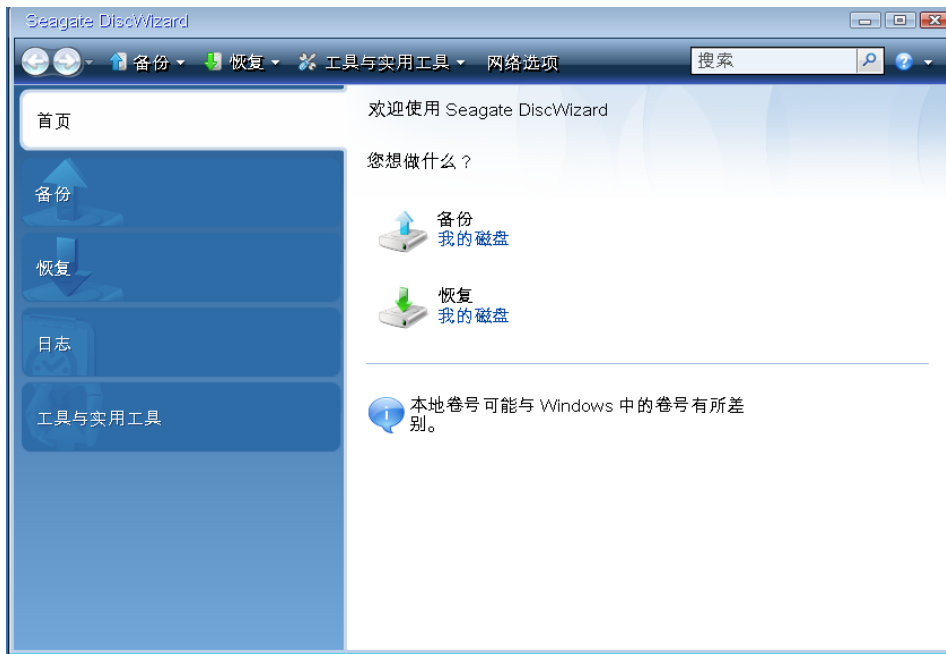 Seagate DiscWizard
备份 恢复 工具与实用工具 网络选项 搜索
首页
备份
恢复
日志
工具与实用工具
欢迎使用 Seagate DiscWizard
您想做什么？
备份
我的磁盘
恢复
我的磁盘
本地卷号可能与 Windows 中的卷号有所差
别。